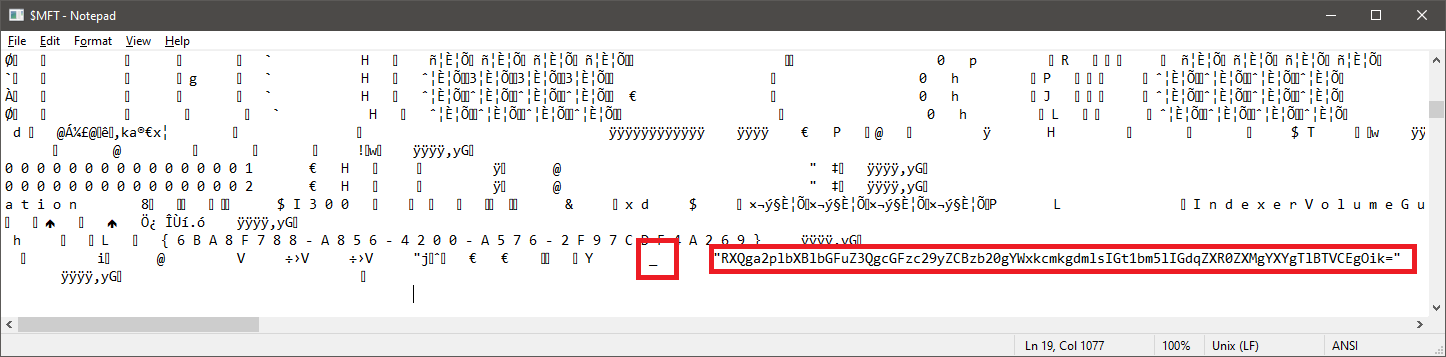 $MFT - Notepad
File Edit Format View Help
ñ¦È¦Õ ñ¦È¦Õ ñ¦È¦Õ ñ¦È¦Õ 0 p R ñ¦È¦Õ ñ¦È¦Õ ñ¦È¦Õ ñ¦È¦Õ
g ` H ˆ¦È¦Õ 3¦È¦Õ 3¦È¦Õ 3¦È¦Õ 0 h P ˆ¦È¦Õ ˆ¦È¦Õ ˆ¦È¦Õ ˆ¦È¦Õ
À ` H ˆ¦È¦Õ ˆ¦È¦Õ ˆ¦È¦Õ ˆ¦È¦Õ € 0 h J ˆ¦È¦Õ ˆ¦È¦Õ ˆ¦È¦Õ ˆ¦È¦Õ
Ø ` H ˆ¦È¦Õ ˆ¦È¦Õ ˆ¦È¦Õ ˆ¦È¦Õ 0 h L ˆ¦È¦Õ ˆ¦È¦Õ ˆ¦È¦Õ ˆ¦È¦Õ
d @Á¼£@ ë ,ka®€x¦ ÿÿÿÿÿÿÿÿÿÿÿÿ ÿÿÿÿ € P @ ÿ H $ T w ÿÿ
@ ! w ÿÿÿÿ,yG
0 0 0 0 0 0 0 0 0 0 0 0 0 0 0 1 € H ÿ @ " ‡ ÿÿÿÿ,yG
0 0 0 0 0 0 0 0 0 0 0 0 0 0 0 2 € H ÿ @ " ‡ ÿÿÿÿ,yG
a t i o n 8 $ I 3 0 0 & x d $ ×¬ý§È¦Õ ×¬ý§È¦Õ ×¬ý§È¦Õ ×¬ý§È¦Õ P L I n d e x e r V o l u m e G u
Ö¿ ÎÙí.ó ÿÿÿÿ,yG
h L { 6 B A 8 F 7 8 8 - A 8 5 6 - 4 2 0 0 - A 5 7 6 - 2 F 9 7 C D F 4 A 2 6 9 } ÿÿÿÿ,yG
i @ V ÷›V ÷›V "j ˆ € € Y _ "RXQga2plbXBlbGFuZ3QgcGFzc29yZCBzb20gYWxkcmkgdmlsIGt1bm5lIGdqZXR0ZXMgYXYgTlBTVCEgOik="
ÿÿÿÿ,yG
Ln 19, Col 1077 100% Unix (LF) ANSI